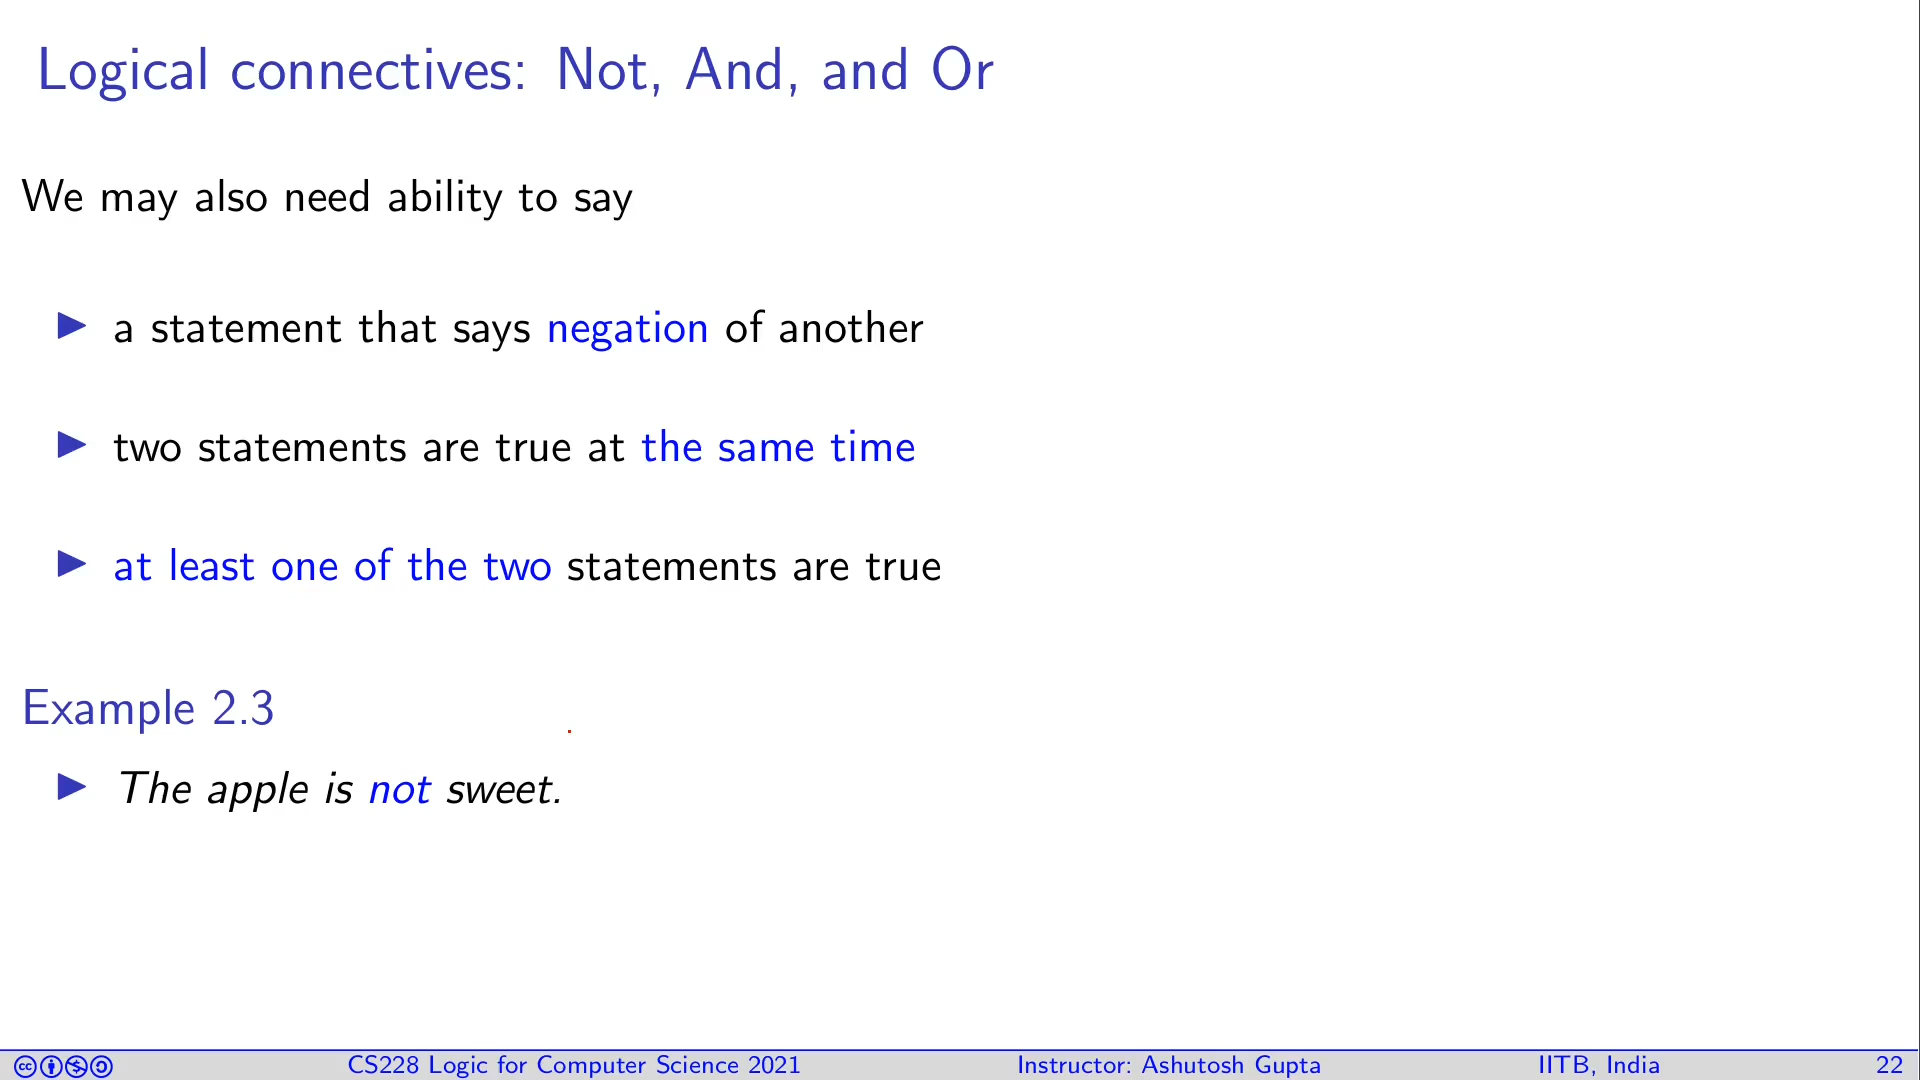 Logical connectives: Not, And, and Or
We may also need ability to say
a statement that says negation of another
two statements are true at the same time
at least one of the two statements are true
Example 2.3
The apple is not sweet.
CS228 Logic for Computer Science 2021 Instructor: Ashutosh Gupta IITB, India 22